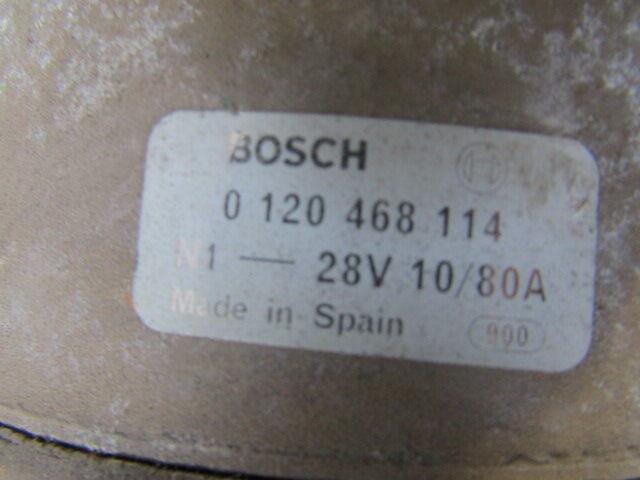 BOSCH
0 120 468 114
N1 — 28V 10/80A
Made in Spain 900